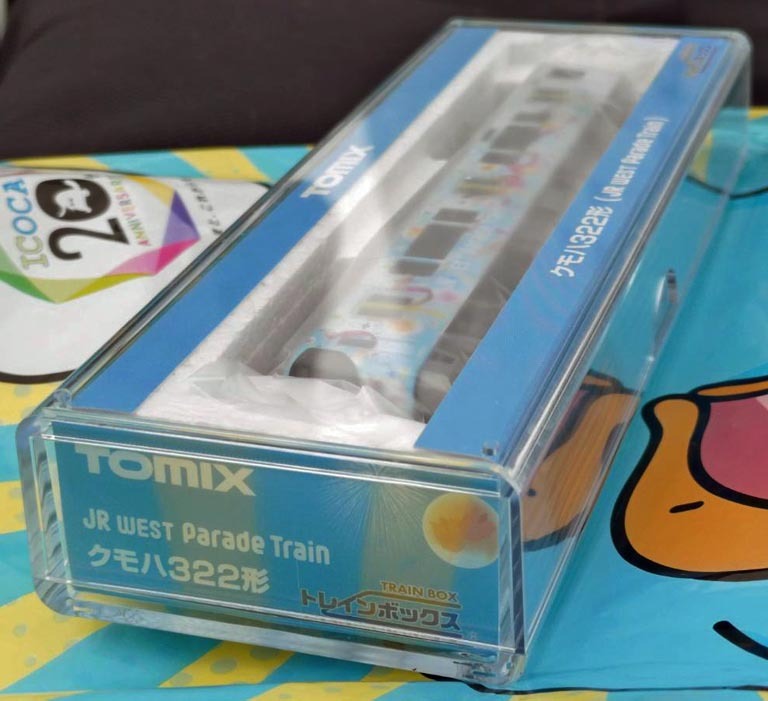 TOMIX
クモハ322形 (JR WEST Parade Train)
ICOCA
20
ANNIVERSARY
TOMIX
JR WEST Parade Train
クモハ322形
TRAIN BOX
トレインボックス